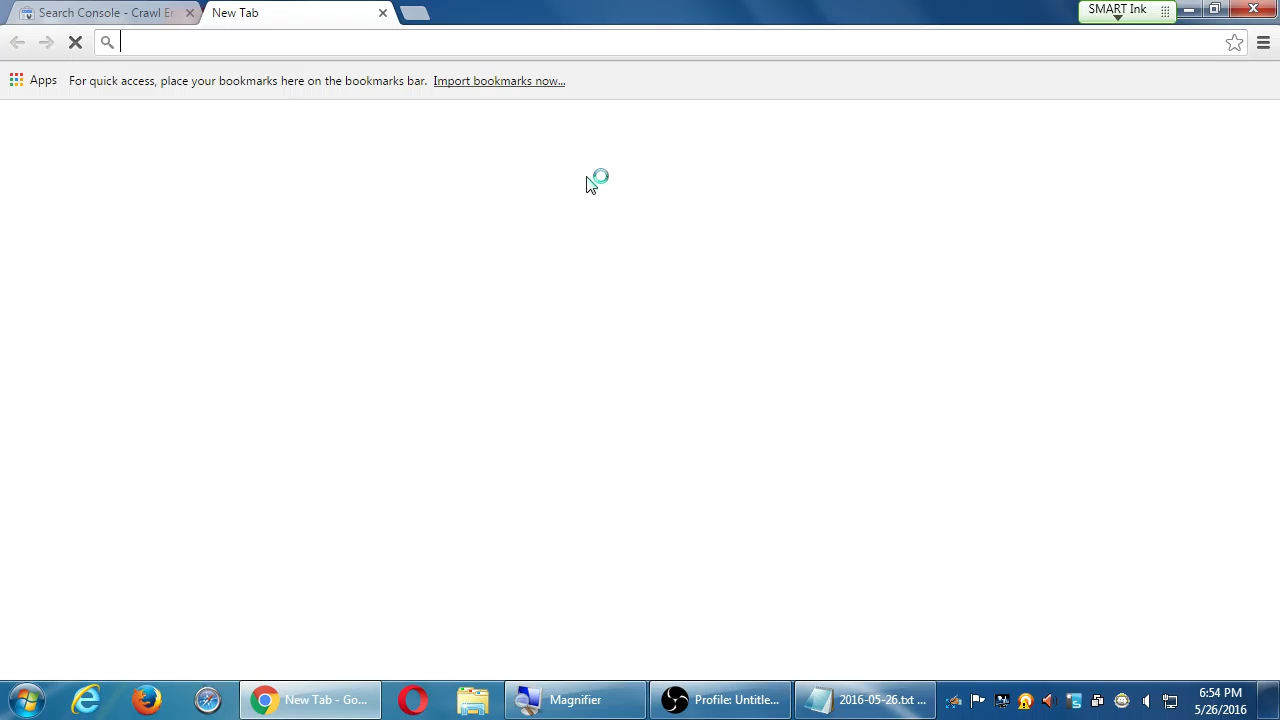 Search Console - Crawl Er
New Tab
SMART Ink
Apps
For quick access, place your bookmarks here on the bookmarks bar. Import bookmarks now...
New Tab - Go...
Magnifier
Profile: Untitle...
2016-05-26.txt ...
6:54 PM
5/26/2016